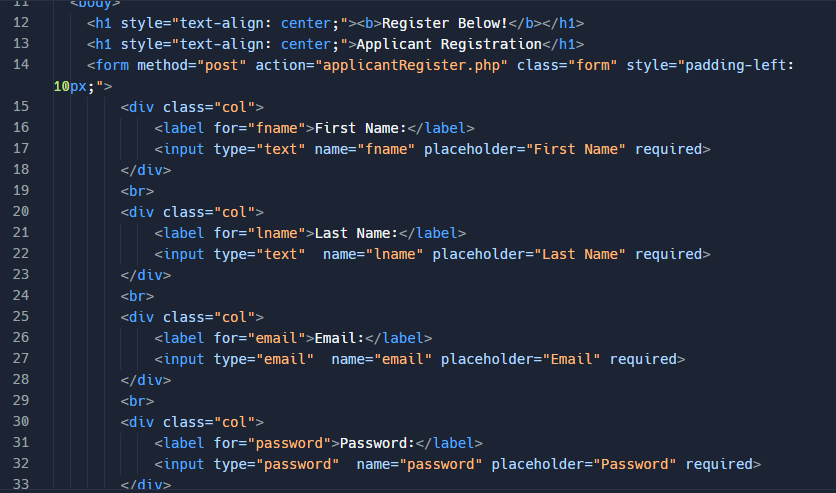 11 <body>
12 <h1 style="text-align: center;"><b>Register Below!</b></h1>
13 <h1 style="text-align: center;">Applicant Registration</h1>
14 <form method="post" action="applicantRegister.php" class="form" style="padding-left:
10px;">
15 <div class="col">
16 <label for="fname">First Name:</label>
17 <input type="text" name="fname" placeholder="First Name" required>
18 </div>
19 <br>
20 <div class="col">
21 <label for="lname">Last Name:</label>
22 <input type="text"  name="lname" placeholder="Last Name" required>
23 </div>
24 <br>
25 <div class="col">
26 <label for="email">Email:</label>
27 <input type="email"  name="email" placeholder="Email" required>
28 </div>
29 <br>
30 <div class="col">
31 <label for="password">Password:</label>
32 <input type="password"  name="password" placeholder="Password" required>
33 </div>